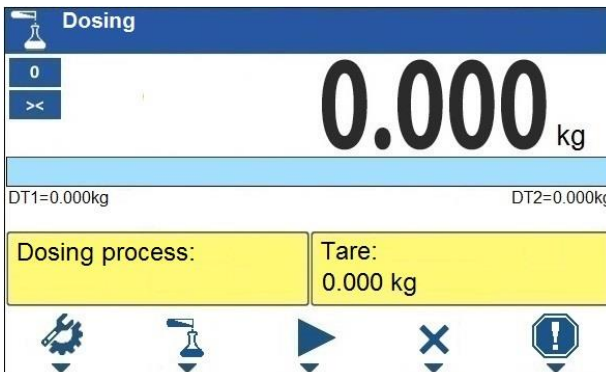 Dosing
0
><
0.000 kg
DT1=0.000kg
DT2=0.000kg
Dosing process:
Tare:
0.000 kg